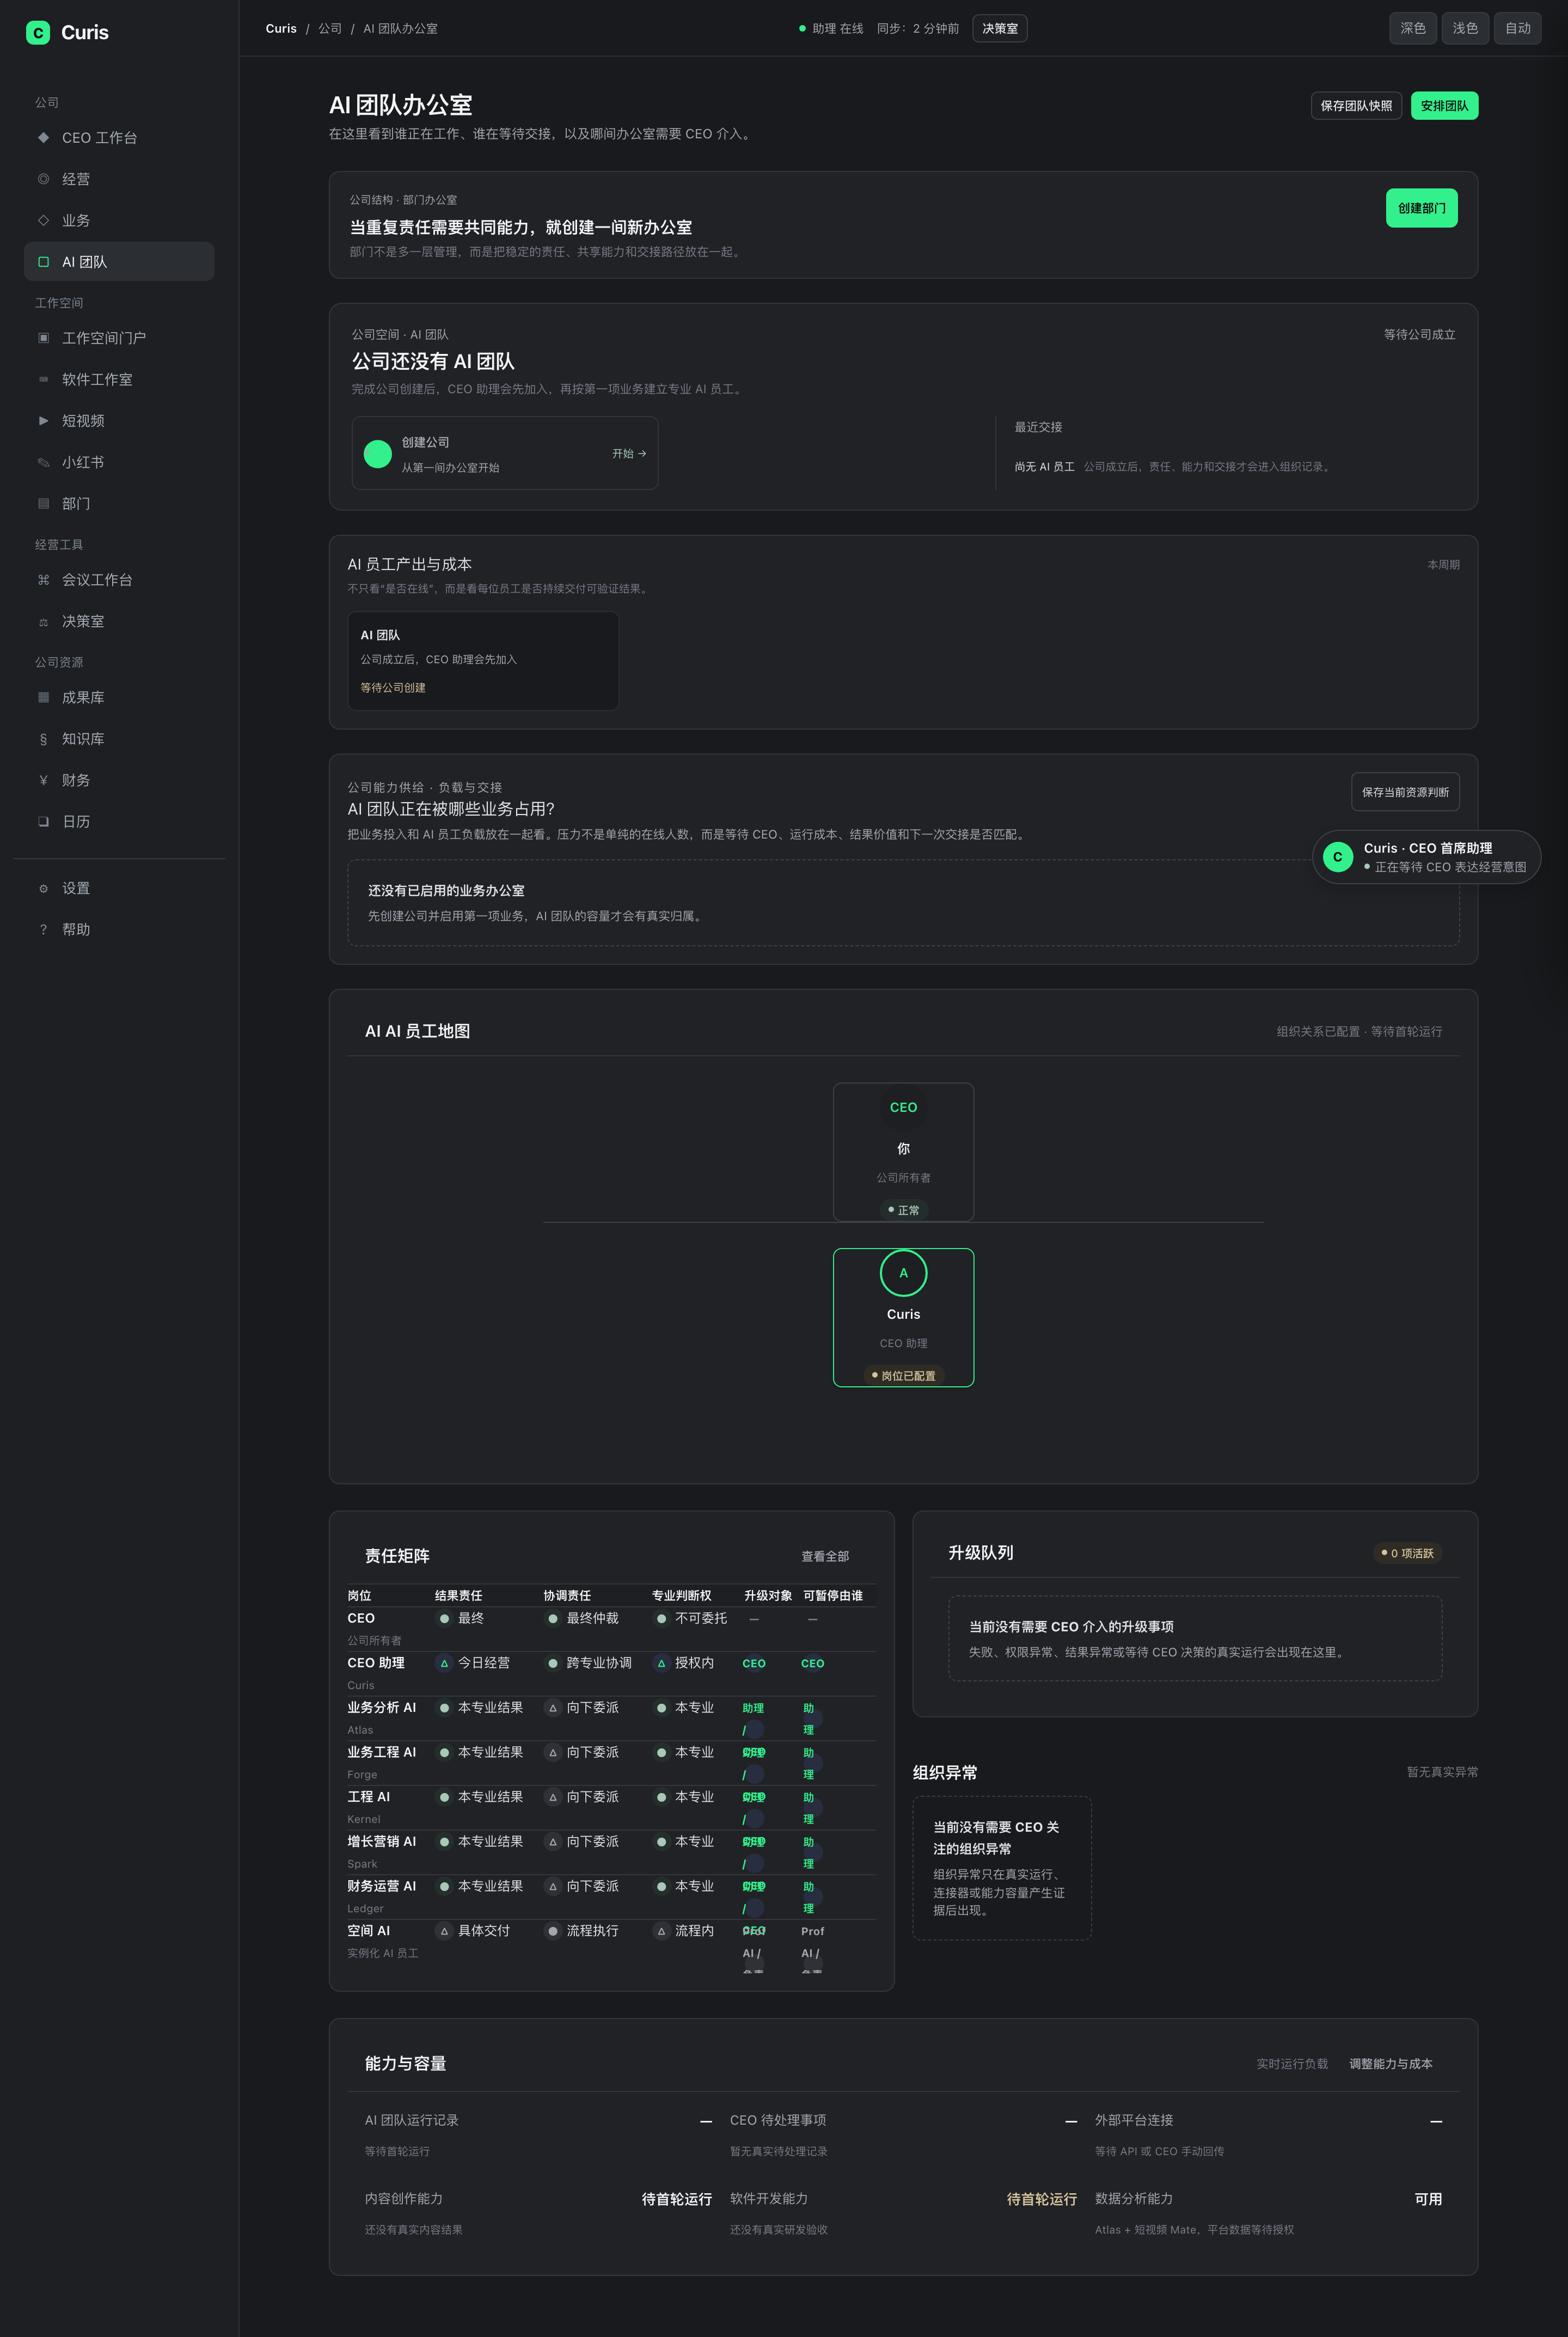 C Curis
公司
CEO 工作台
经营
业务
AI 团队
工作空间
工作空间门户
软件工作室
短视频
小红书
部门
经营工具
会议工作台
决策室
公司资源
成果库
§ 知识库
¥ 财务
日历
设置
? 帮助
Curis / 公司 / AI 团队办公室
助理 在线 同步：2 分钟前 决策室
深色 浅色 自动
AI 团队办公室
在这里看到谁正在工作、谁在等待交接，以及哪间办公室需要 CEO 介入。
保存团队快照 安排团队
公司结构 · 部门办公室
当重复责任需要共同能力，就创建一间新办公室
部门不是多一层管理，而是把稳定的责任、共享能力和交接路径放在一起。
创建部门
公司空间 · AI 团队
等待公司成立
公司还没有 AI 团队
完成公司创建后，CEO 助理会先加入，再按第一项业务建立专业 AI 员工。
创建公司
从第一间办公室开始
开始 →
最近交接
尚无 AI 员工 公司成立后，责任、能力和交接才会进入组织记录。
AI 员工产出与成本
本周期
不只看“是否在线”，而是看每位员工是否持续交付可验证结果。
AI 团队
公司成立后，CEO 助理会先加入
等待公司创建
公司能力供给 · 负载与交接
AI 团队正在被哪些业务占用？
把业务投入和 AI 员工负载放在一起看。压力不是单纯的在线人数，而是等待 CEO、运行成本、结果价值和下一次交接是否匹配。
保存当前资源判断
还没有已启用的业务办公室
先创建公司并启用第一项业务，AI 团队的容量才会有真实归属。
C Curis · CEO 首席助理
正在等待 CEO 表达经营意图
AI AI 员工地图
组织关系已配置 · 等待首轮运行
CEO
你
公司所有者
正常
A
Curis
CEO 助理
岗位已配置
责任矩阵
查看全部
岗位 结果责任 协调责任 专业判断权 升级对象 可暂停由谁
CEO 最终 最终仲裁 不可委托 — —
公司所有者
CEO 助理 Δ 今日经营 跨专业协调 Δ 授权内 CEO CEO
Curis
业务分析 AI 本专业结果 Δ 向下委派 本专业 助理 助
Atlas / 理
业务工程 AI 本专业结果 Δ 向下委派 本专业 助
Forge / 理
工程 AI 本专业结果 Δ 向下委派 本专业 助
Kernel / 理
增长营销 AI 本专业结果 Δ 向下委派 本专业 助
Spark / 理
财务运营 AI 本专业结果 Δ 向下委派 本专业 助
Ledger / 理
空间 AI Δ 具体交付 流程执行 Δ 流程内 Prof
实例化 AI 员工 AI / AI /
升级队列
0 项活跃
当前没有需要 CEO 介入的升级事项
失败、权限异常、结果异常或等待 CEO 决策的真实运行会出现在这里。
组织异常
暂无真实异常
当前没有需要 CEO 关
注的组织异常
组织异常只在真实运行、
连接器或能力容量产生证
据后出现。
能力与容量
实时运行负载 调整能力与成本
AI 团队运行记录 —
等待首轮运行
CEO 待处理事项 —
暂无真实待处理记录
外部平台连接 —
等待 API 或 CEO 手动回传
内容创作能力 待首轮运行
还没有真实内容结果
软件开发能力 待首轮运行
还没有真实研发验收
数据分析能力 可用
Atlas + 短视频 Mate，平台数据等待授权